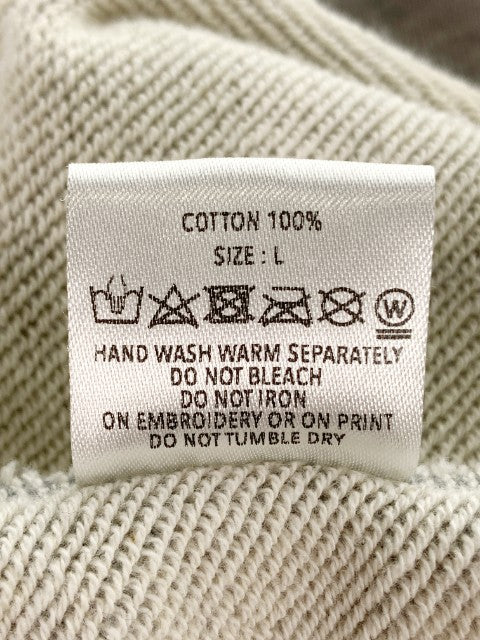 COTTON 100%
SIZE : L
W
HAND WASH WARM SEPARATELY
DO NOT BLEACH
DO NOT IRON
ON EMBROIDERY OR ON PRINT
DO NOT TUMBLE DRY